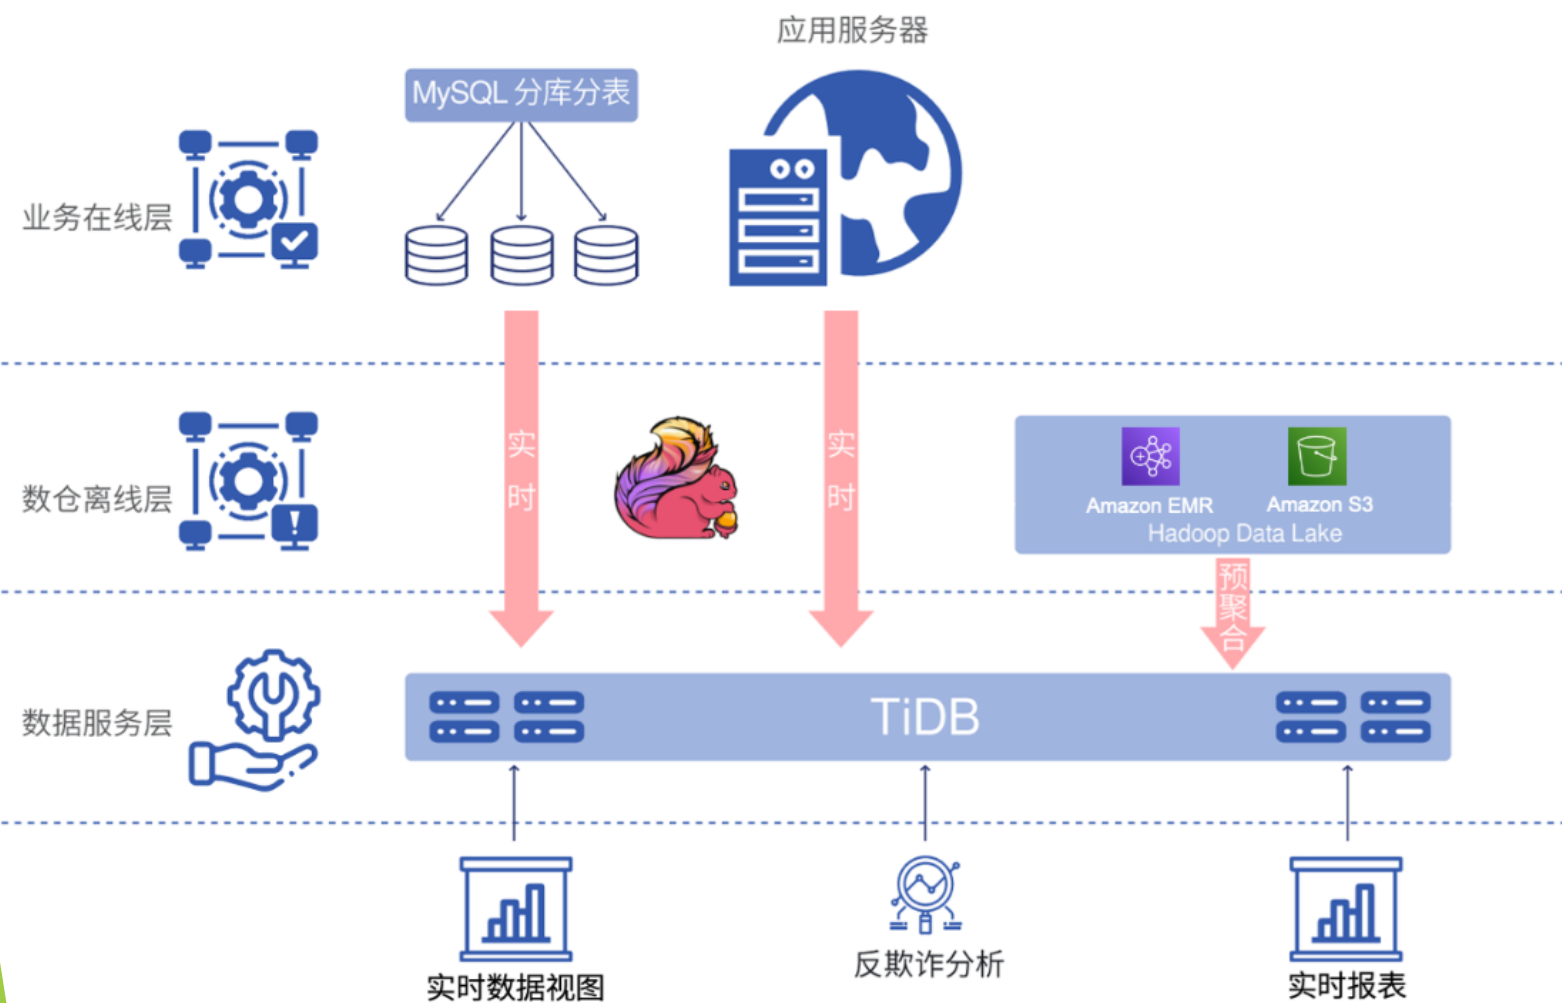 应用服务器
MySQL 分库分表
业务在线层
实时
实时
数仓离线层
Amazon EMR
Amazon S3
Hadoop Data Lake
预聚合
数据服务层
TiDB
实时数据视图
反欺诈分析
实时报表